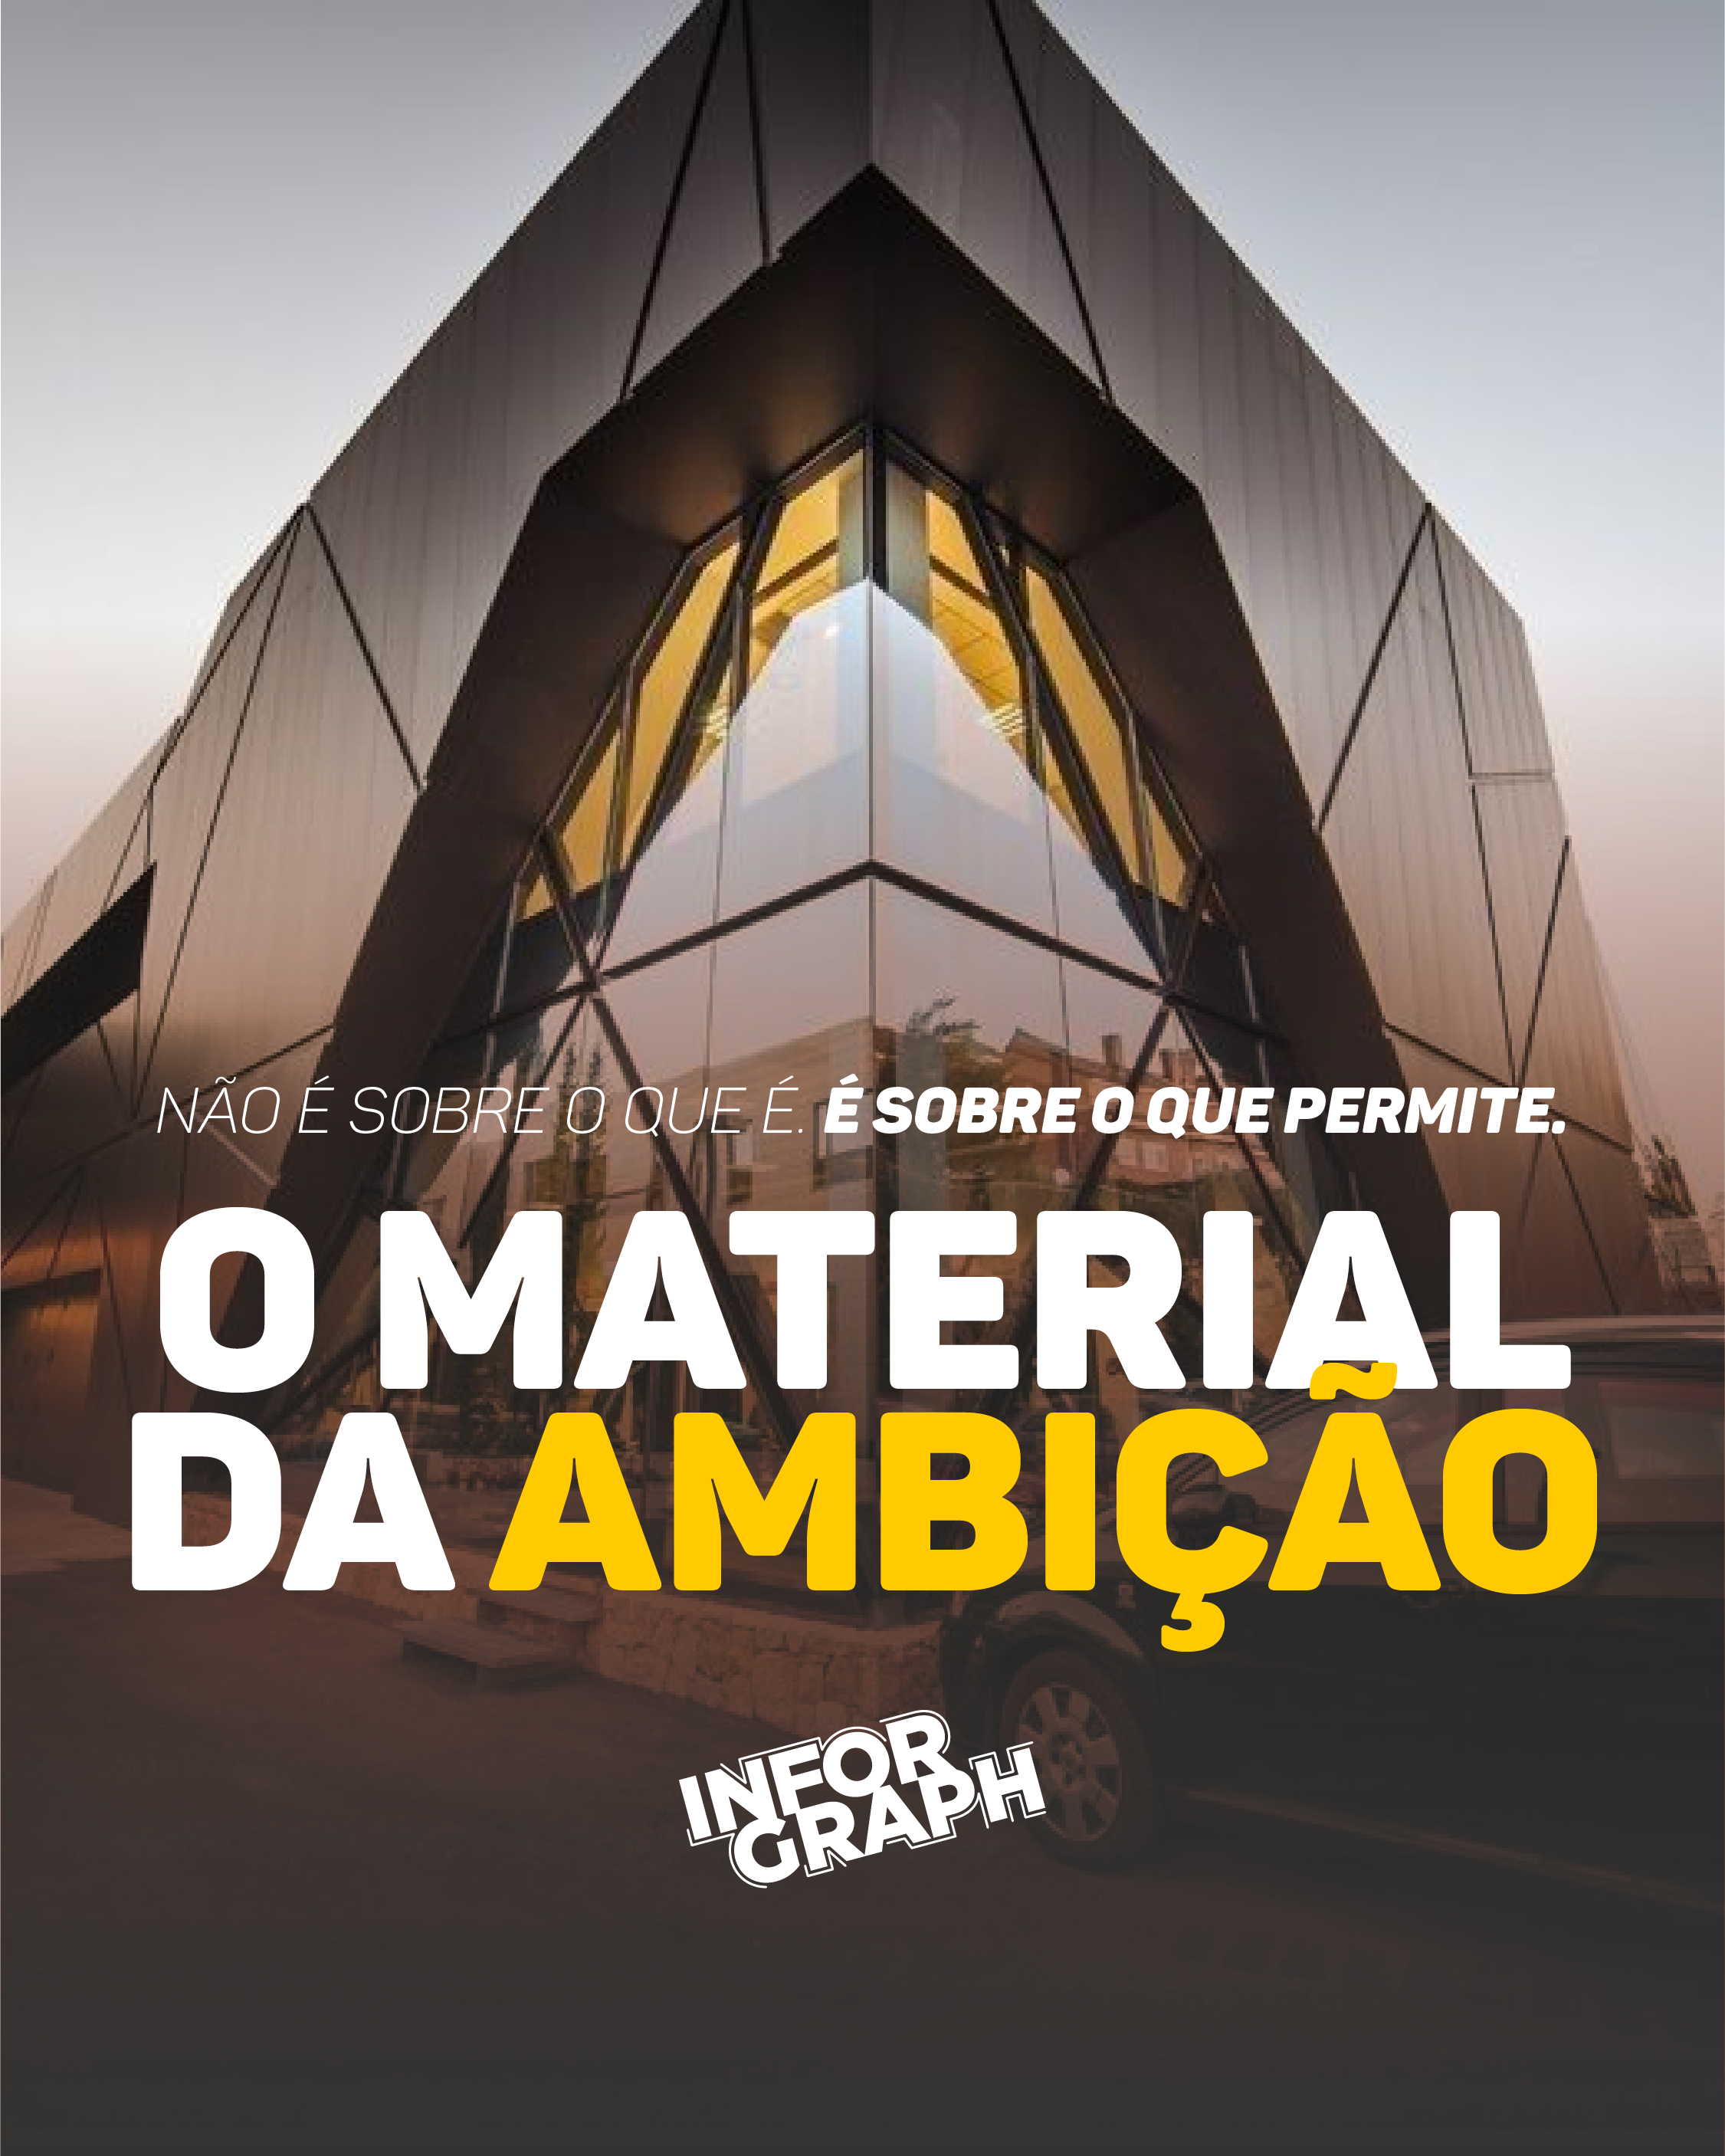 NÃO É SOBRE O QUE É. É SOBRE O QUE PERMITE.
O MATERIAL
DA AMBIÇÃO
INFOR
GRAPH